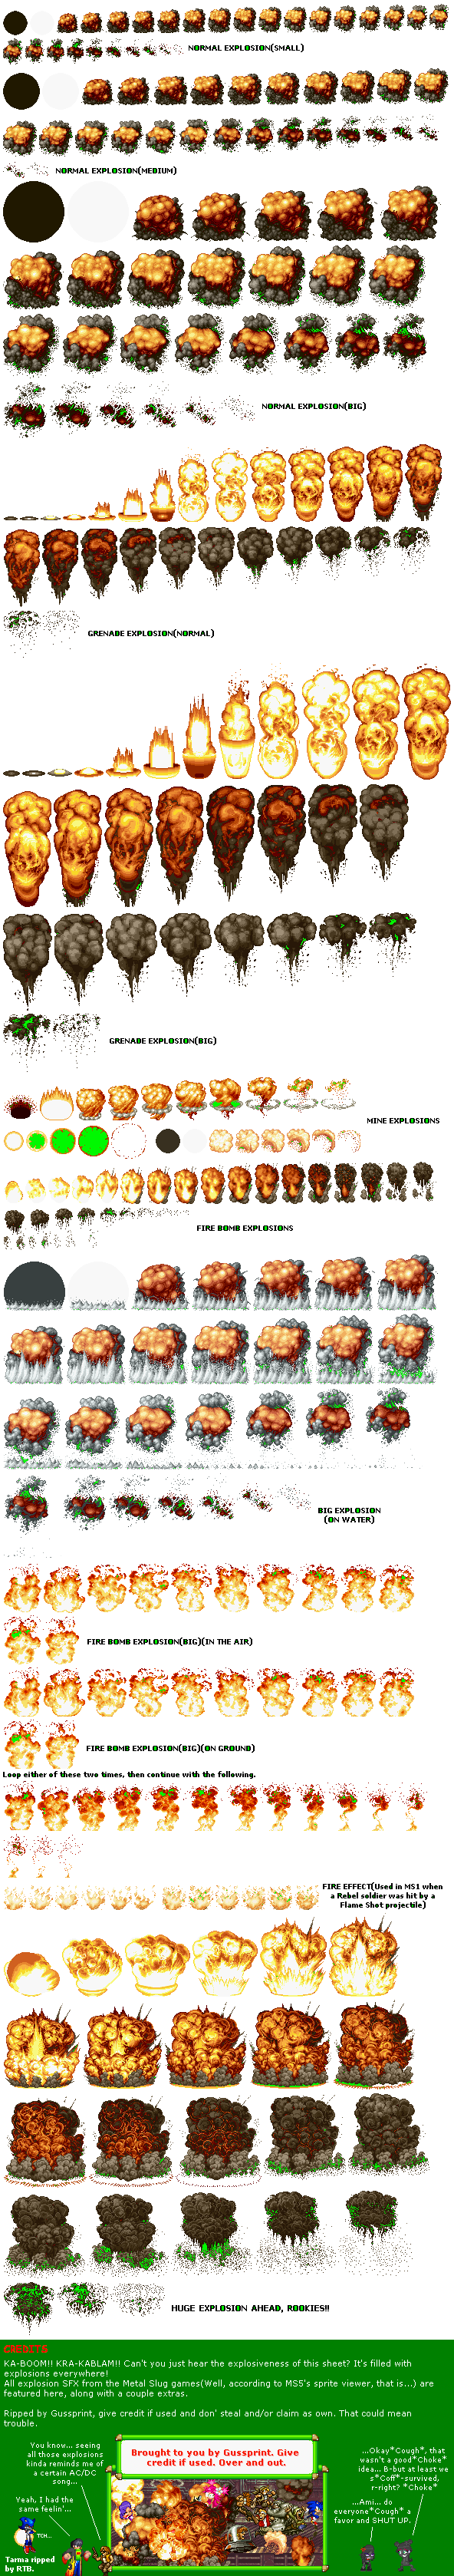 NORMAL EXPLOSION(SMALL)
NORMAL EXPLOSION(MEDIUM)
NORMAL EXPLOSION(BIG)
GRENADE EXPLOSION(NORMAL)
GRENADE EXPLOSION(BIG)
MINE EXPLOSIONS
FIRE BOMB EXPLOSIONS
BIG EXPLOSION
(ON WATER)
FIRE BOMB EXPLOSION(BIG)(IN THE AIR)
FIRE BOMB EXPLOSION(BIG)(ON GROUND)
Loop either of these two times, then continue with the following.
FIRE EFFECT(Used in MS1 when
a Rebel soldier was hit by a
Flame Shot projectile)
HUGE EXPLOSION AHEAD, ROOKIES!!
CREDITS
KA-BOOM!! KRA-KABLAM!! Can't you just hear the explosiveness of this sheet? It's filled with
explosions everywhere!
All explosion SFX from the Metal Slug games(Well, according to MS5's sprite viewer, that is...) are
featured here, along with a couple extras.
Ripped by Gussprint, give credit if used and don' steal and/or claim as own. That could mean
trouble.
You know... seeing
all those explosions
kinda reminds me of
a certain AC/DC
song...
Yeah, I had the
same feelin'...
TCH...
Tarma ripped
by RTB.
Brought to you by Gussprint. Give
credit if used. Over and out.
...Okay*Cough*, that
wasn't a good*Choke*
idea... B-but at least we
s*Coff*-survived,
r-right? *Choke*
...Ami... do
everyone*Cough* a
favor and SHUT UP.